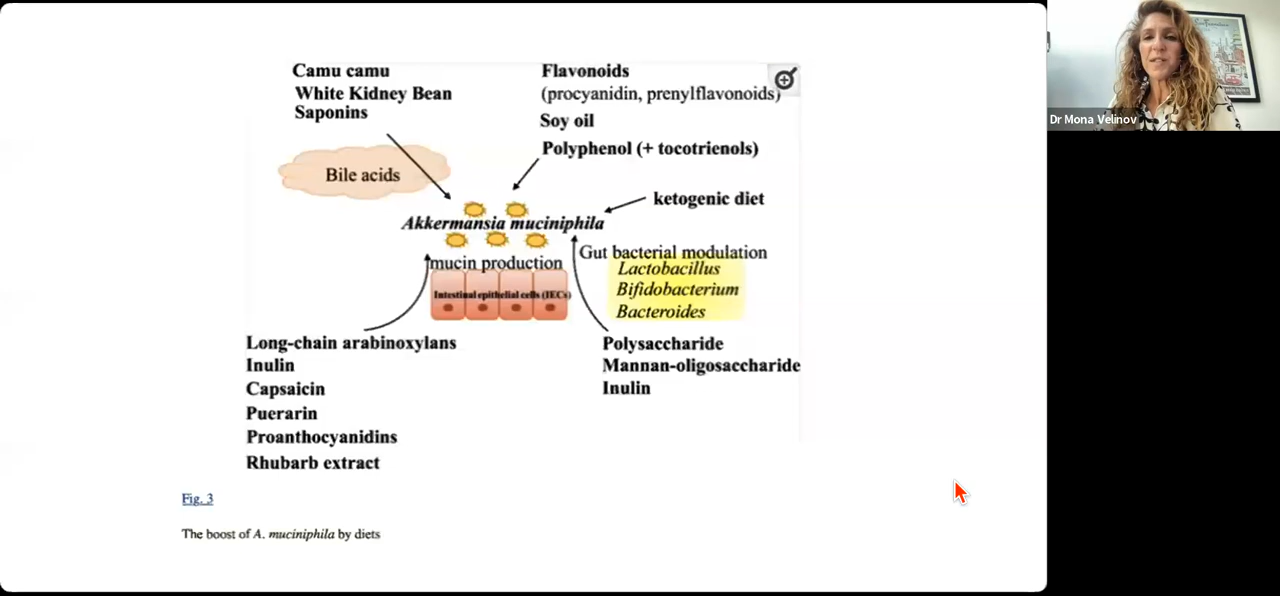 Camu camu
White Kidney Bean
Saponins
Flavonoids
(procyanidin, prenylflavonoids)
Soy oil
Polyphenol (+ tocotrienols)
Bile acids
ketogenic diet
Akkermansia muciniphila
mucin production
Intestinal epithelial cells (IECs)
Gut bacterial modulation
Lactobacillus
Bifidobacterium
Bacteroides
Long-chain arabinoxylans
Inulin
Capsaicin
Puerarin
Proanthocyanidins
Rhubarb extract
Polysaccharide
Mannan-oligosaccharide
Inulin
Fig. 3
The boost of A. muciniphila by diets
Dr Mona Velinov